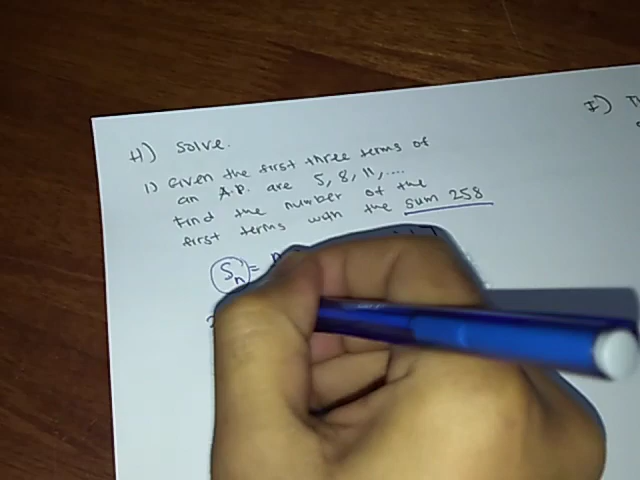 H) Solve.
1) Given the first three terms of
an A.P. are 5, 8, 11, ....
Find the number of the
first terms with the sum 258
Sn =
I)